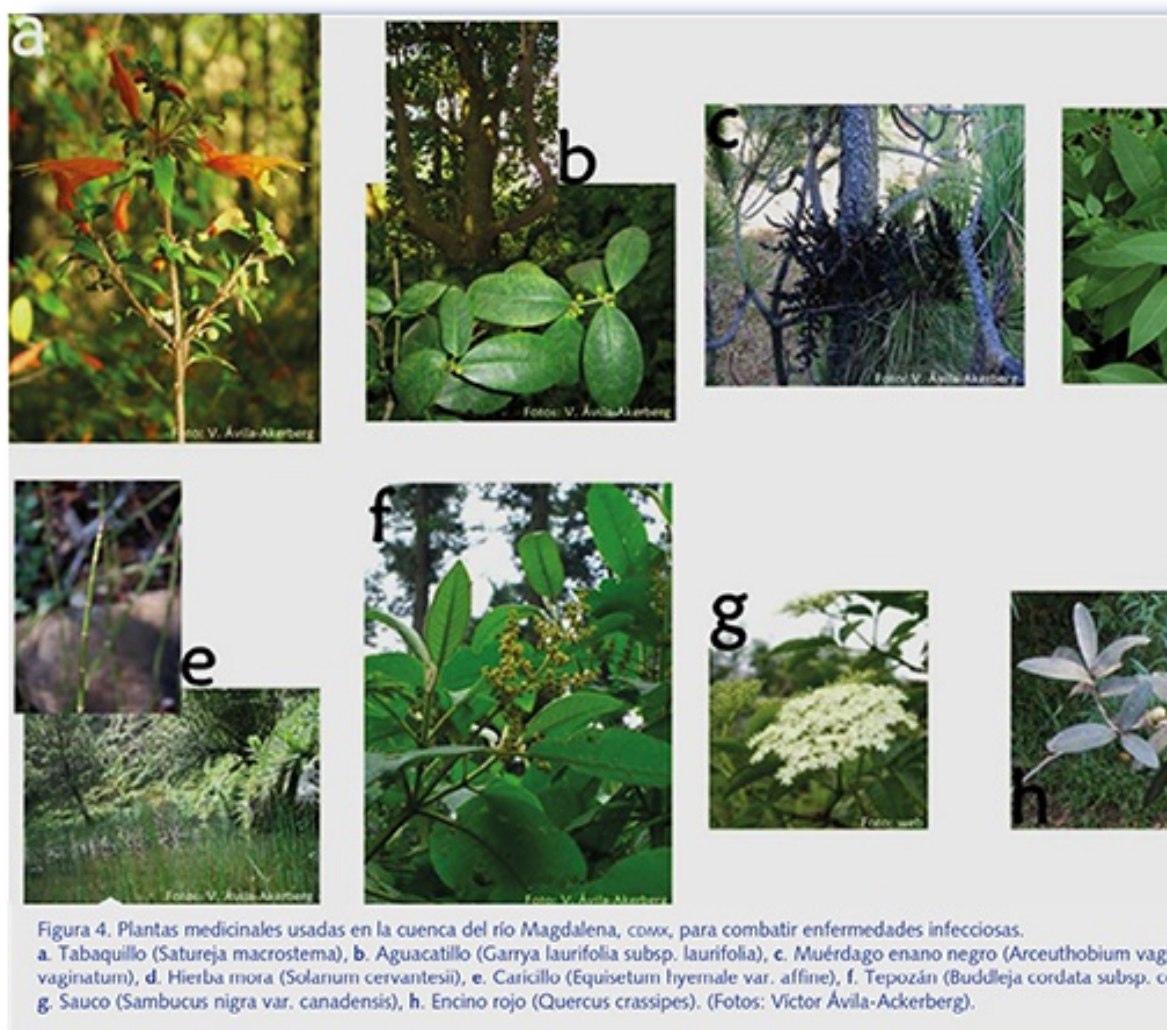 a
b
c
Foto: V. Ávila-Akerberg
Fotos: V. Ávila-Akerberg
Foto: V. Ávila-Akerberg
e
f
g
h
Foto: web
Fotos: V. Ávila-Akerberg
Figura 4. Plantas medicinales usadas en la cuenca del río Magdalena, CDMX, para combatir enfermedades infecciosas.
a. Tabaquillo (Satureja macrostema), b. Aguacatillo (Garrya laurifolia subsp. laurifolia), c. Muérdago enano negro (Arceuthobium vag
vaginatum), d. Hierba mora (Solanum cervantesii), e. Caricillo (Equisetum hyemale var. affine), f. Tepozán (Buddleja cordata subsp. co
g. Sauco (Sambucus nigra var. canadensis), h. Encino rojo (Quercus crassipes). (Fotos: Víctor Ávila-Ackerberg).